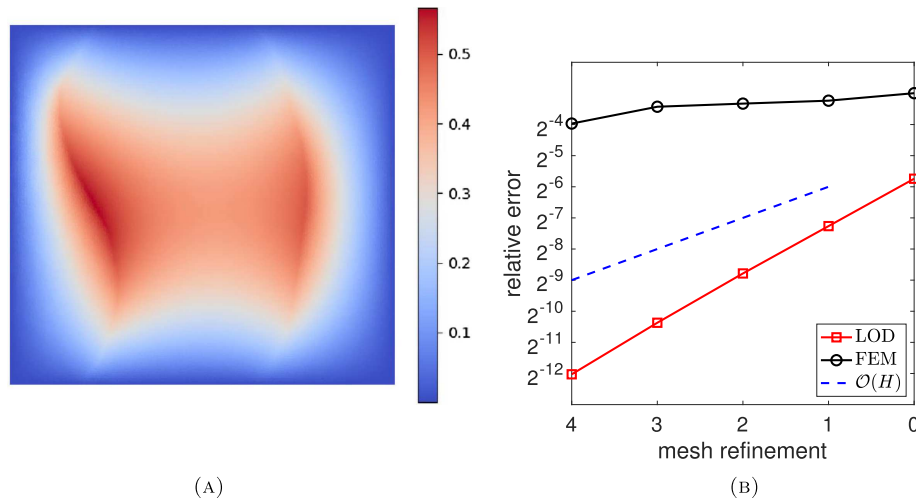 0.5
0.4
0.3
0.2
0.1
(A)
relative error
2^-4
2^-5
2^-6
2^-7
2^-8
2^-9
2^-10
2^-11
2^-12
LOD
FEM
𝒪(H)
4 3 2 1 0
mesh refinement
(B)